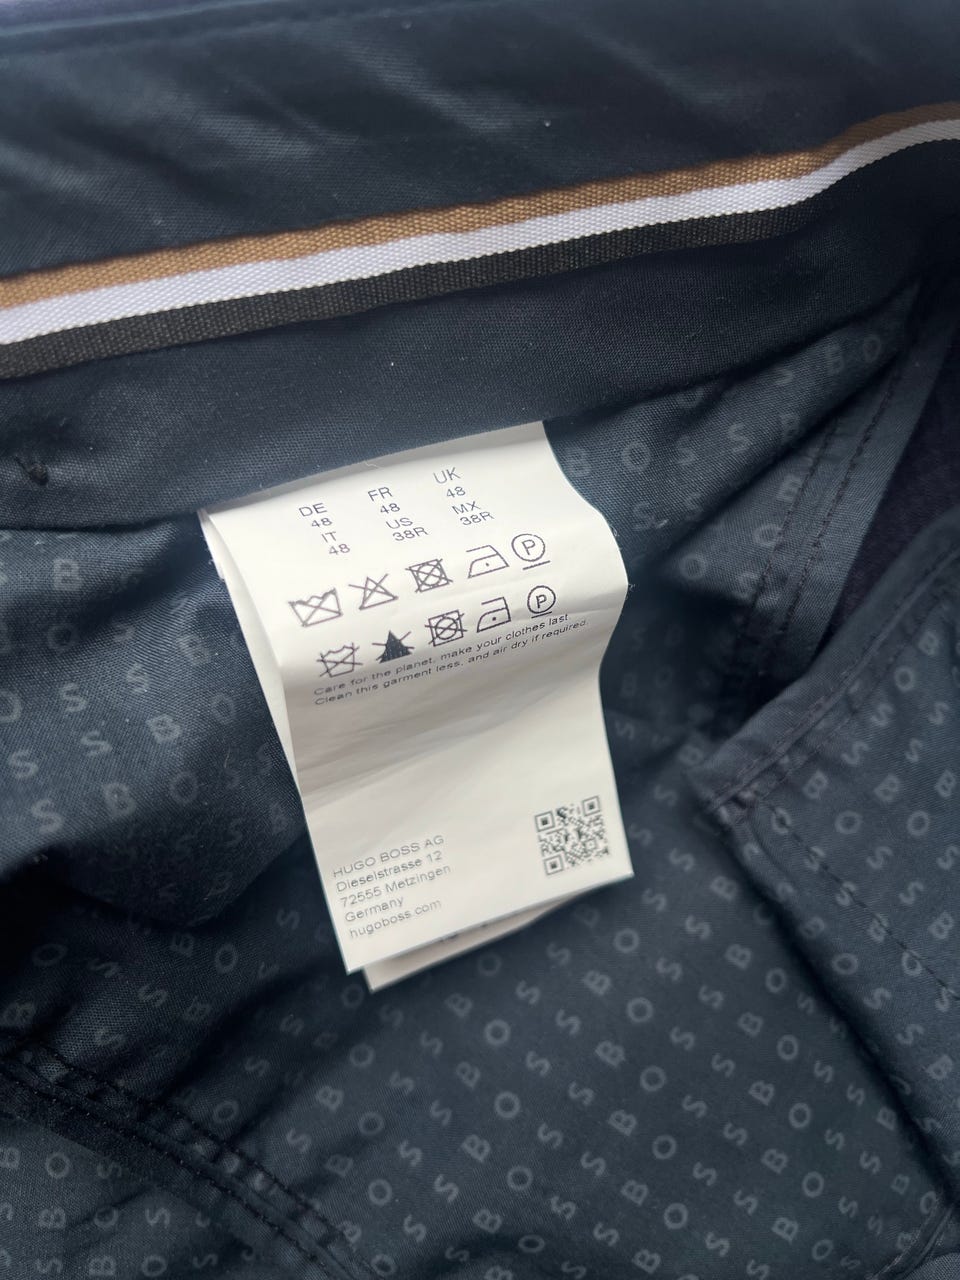 DE FR UK
48 48 48
IT US MX
48 38R 38R
P
P
Care for the planet, make your clothes last.
Clean this garment less, and air dry if required.
HUGO BOSS AG
Dieselstrasse 12
72555 Metzingen
Germany
hugoboss.com
BOSS